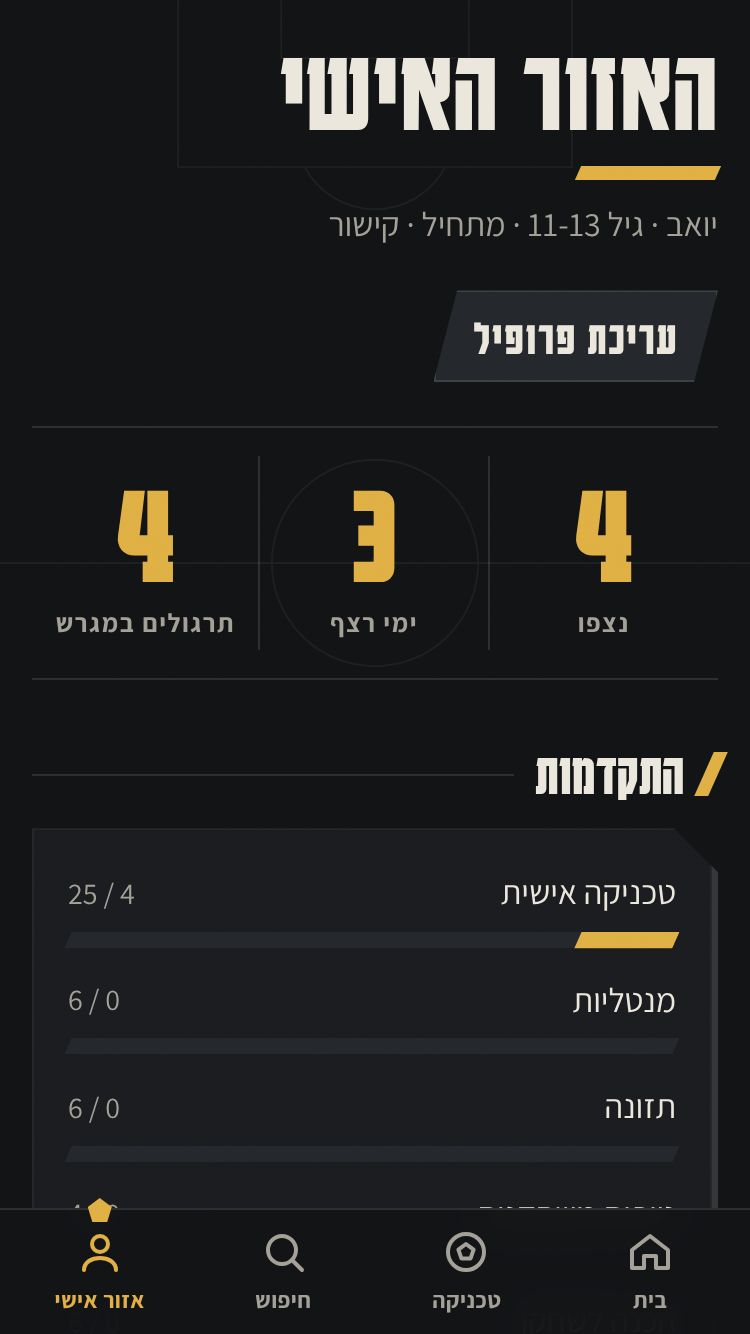 האזור האישי
יואב · גיל 11-13 · מתחיל · קישור
עריכת פרופיל
4
3
4
נצפו
ימי רצף
תרגולים במגרש
התקדמות
טכניקה אישית
4 / 25
מנטליות
0 / 6
תזונה
0 / 6
בית
טכניקה
חיפוש
אזור אישי